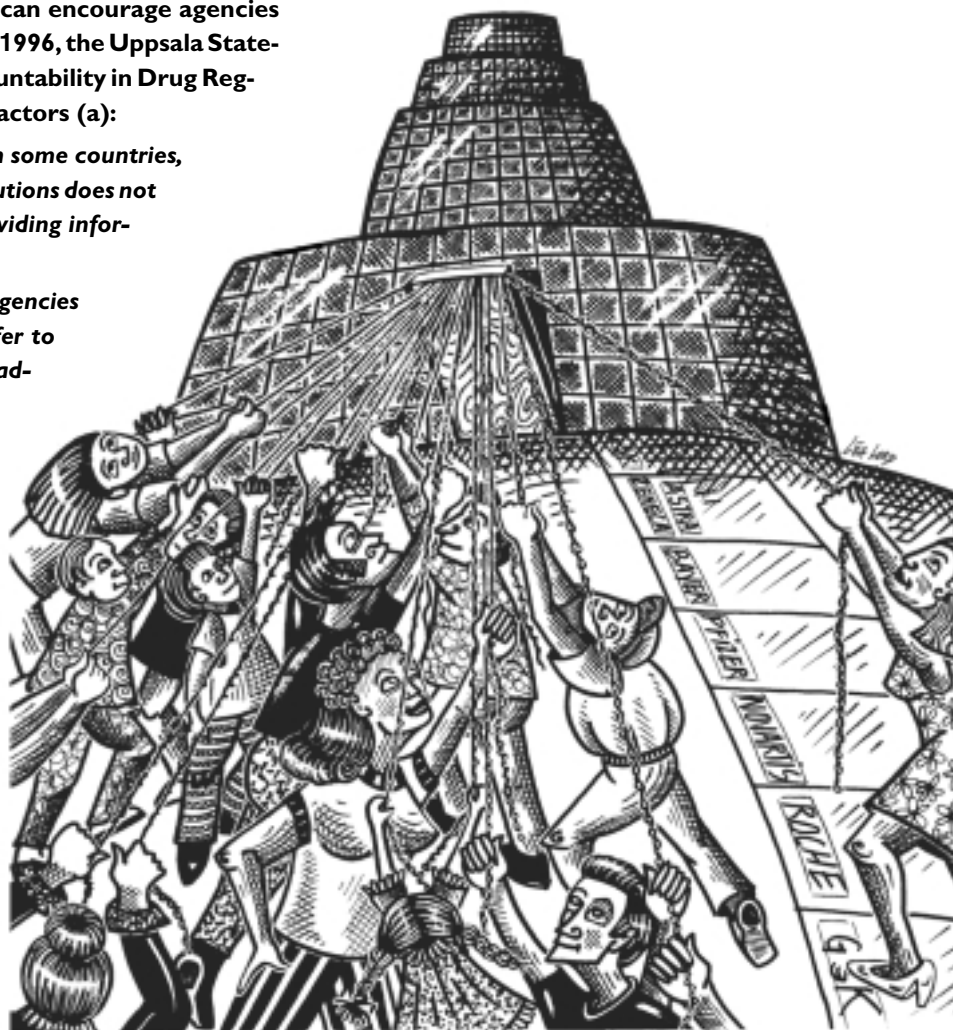 can encourage agencies
1996, the Uppsala State-
untability in Drug Reg-
actors (a):
n some countries,
utions does not
viding infor-
gencies
fer to
ad-
ASTRA/
ZENECA
BAYER
PFIZER
NOVARTIS
ROCHE
GSK